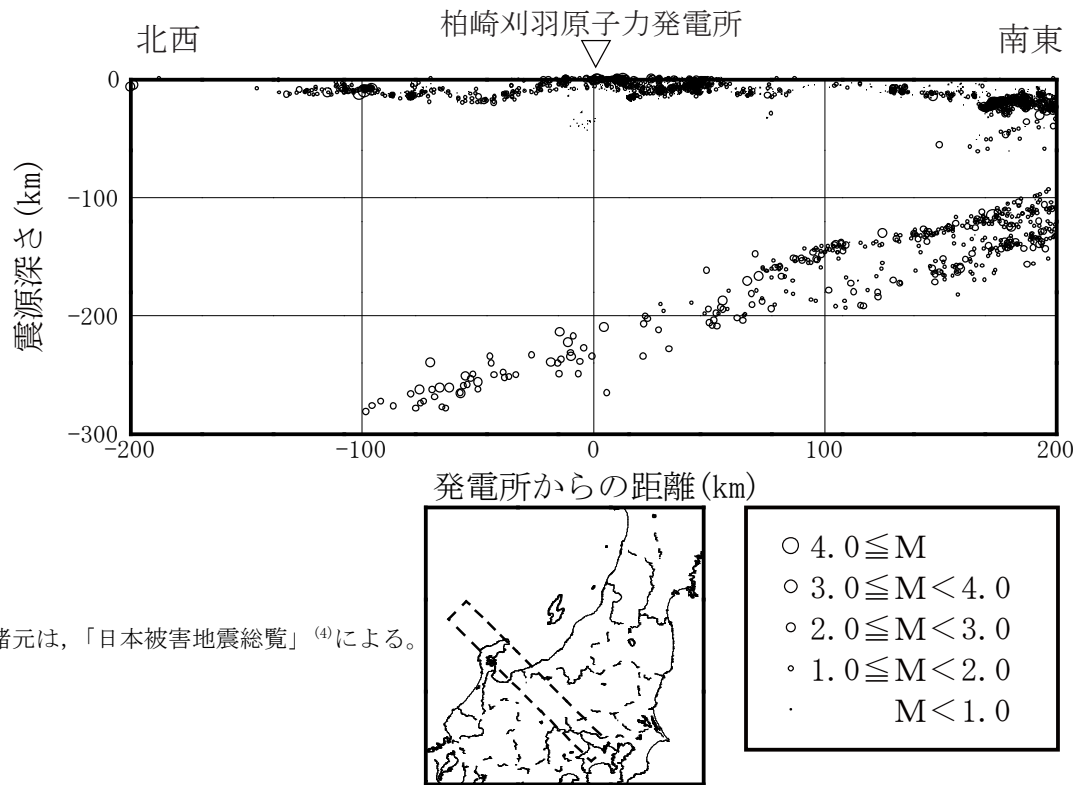 柏崎刈羽原子力発電所
北西
南東
0
-100
-200
-300
震源深さ(km)
-200
-100
0
100
200
発電所からの距離(km)
諸元は,「日本被害地震総覧」(4)による。
4.0≦M
3.0≦M<4.0
2.0≦M<3.0
1.0≦M<2.0
M<1.0